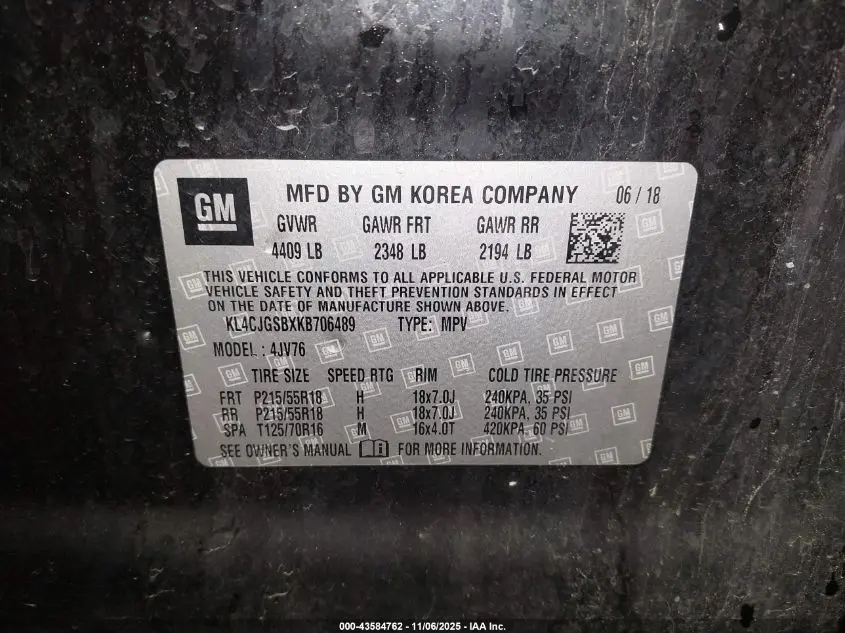 GM
MFD BY GM KOREA COMPANY 06 / 18
GVWR GAWR FRT GAWR RR
4409 LB 2348 LB 2194 LB
THIS VEHICLE CONFORMS TO ALL APPLICABLE U.S. FEDERAL MOTOR
VEHICLE SAFETY AND THEFT PREVENTION STANDARDS IN EFFECT
ON THE DATE OF MANUFACTURE SHOWN ABOVE.
KL4CJGSBXKB706489 TYPE: MPV
MODEL : 4JV76
TIRE SIZE SPEED RTG RIM COLD TIRE PRESSURE
FRT P215/55R18 H 18x7.0J 240KPA, 35 PSI
RR P215/55R18 H 18x7.0J 240KPA, 35 PSI
SPA T125/70R16 M 16x4.0T 420KPA, 60 PSI
SEE OWNER'S MANUAL FOR MORE INFORMATION.
000-43584762 - 11/06/2025 - IAA Inc.